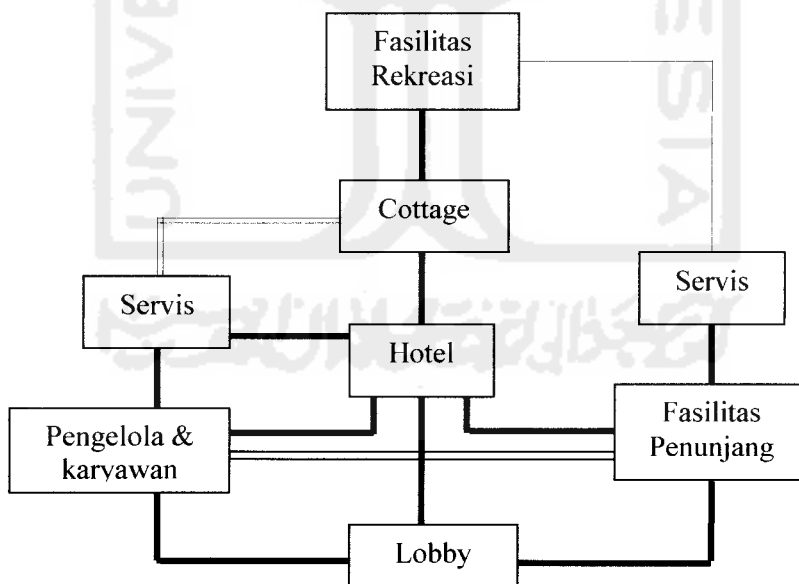 Fasilitas
Rekreasi
Cottage
Servis
Servis
Hotel
Pengelola &
karyawan
Fasilitas
Penunjang
Lobby